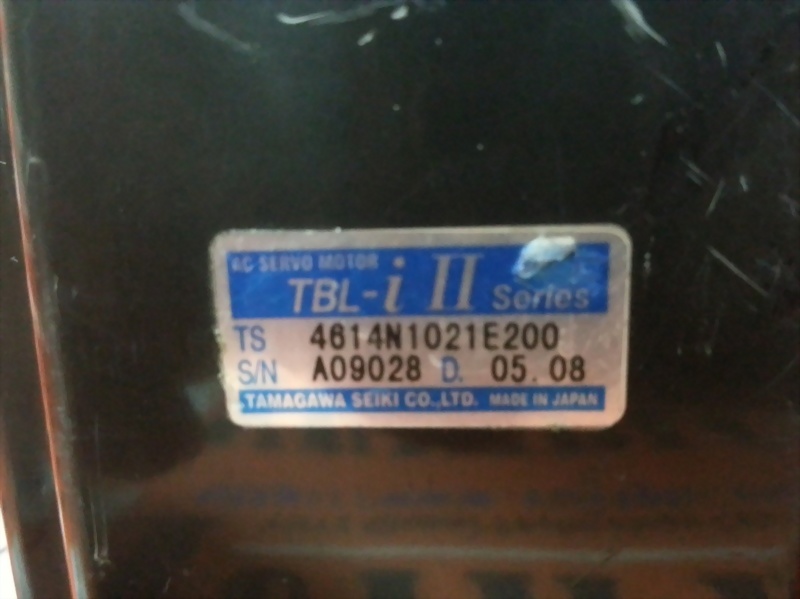 AC SERVO MOTOR
TBL-i II Series
TS 4614N1021E200
S/N A09028 D. 05.08
TAMAGAWA SEIKI CO.,LTD. MADE IN JAPAN